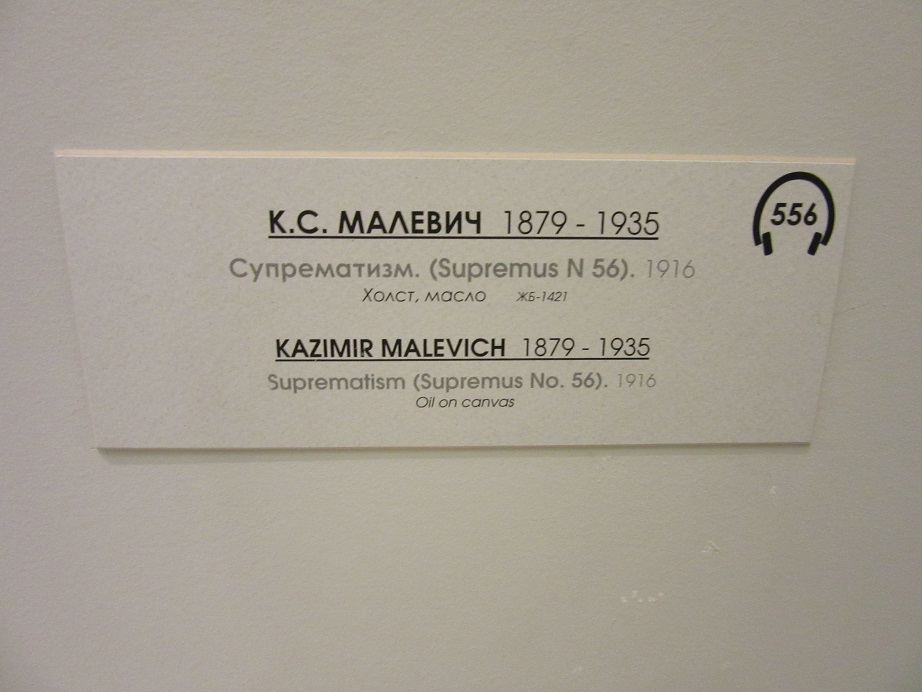 К.С. МАЛЕВИЧ 1879 - 1935
556
Супрематизм. (Supremus N 56). 1916
Холст, масло ЖБ-1421
KAZIMIR MALEVICH 1879 - 1935
Suprematism (Supremus No. 56). 1916
Oil on canvas